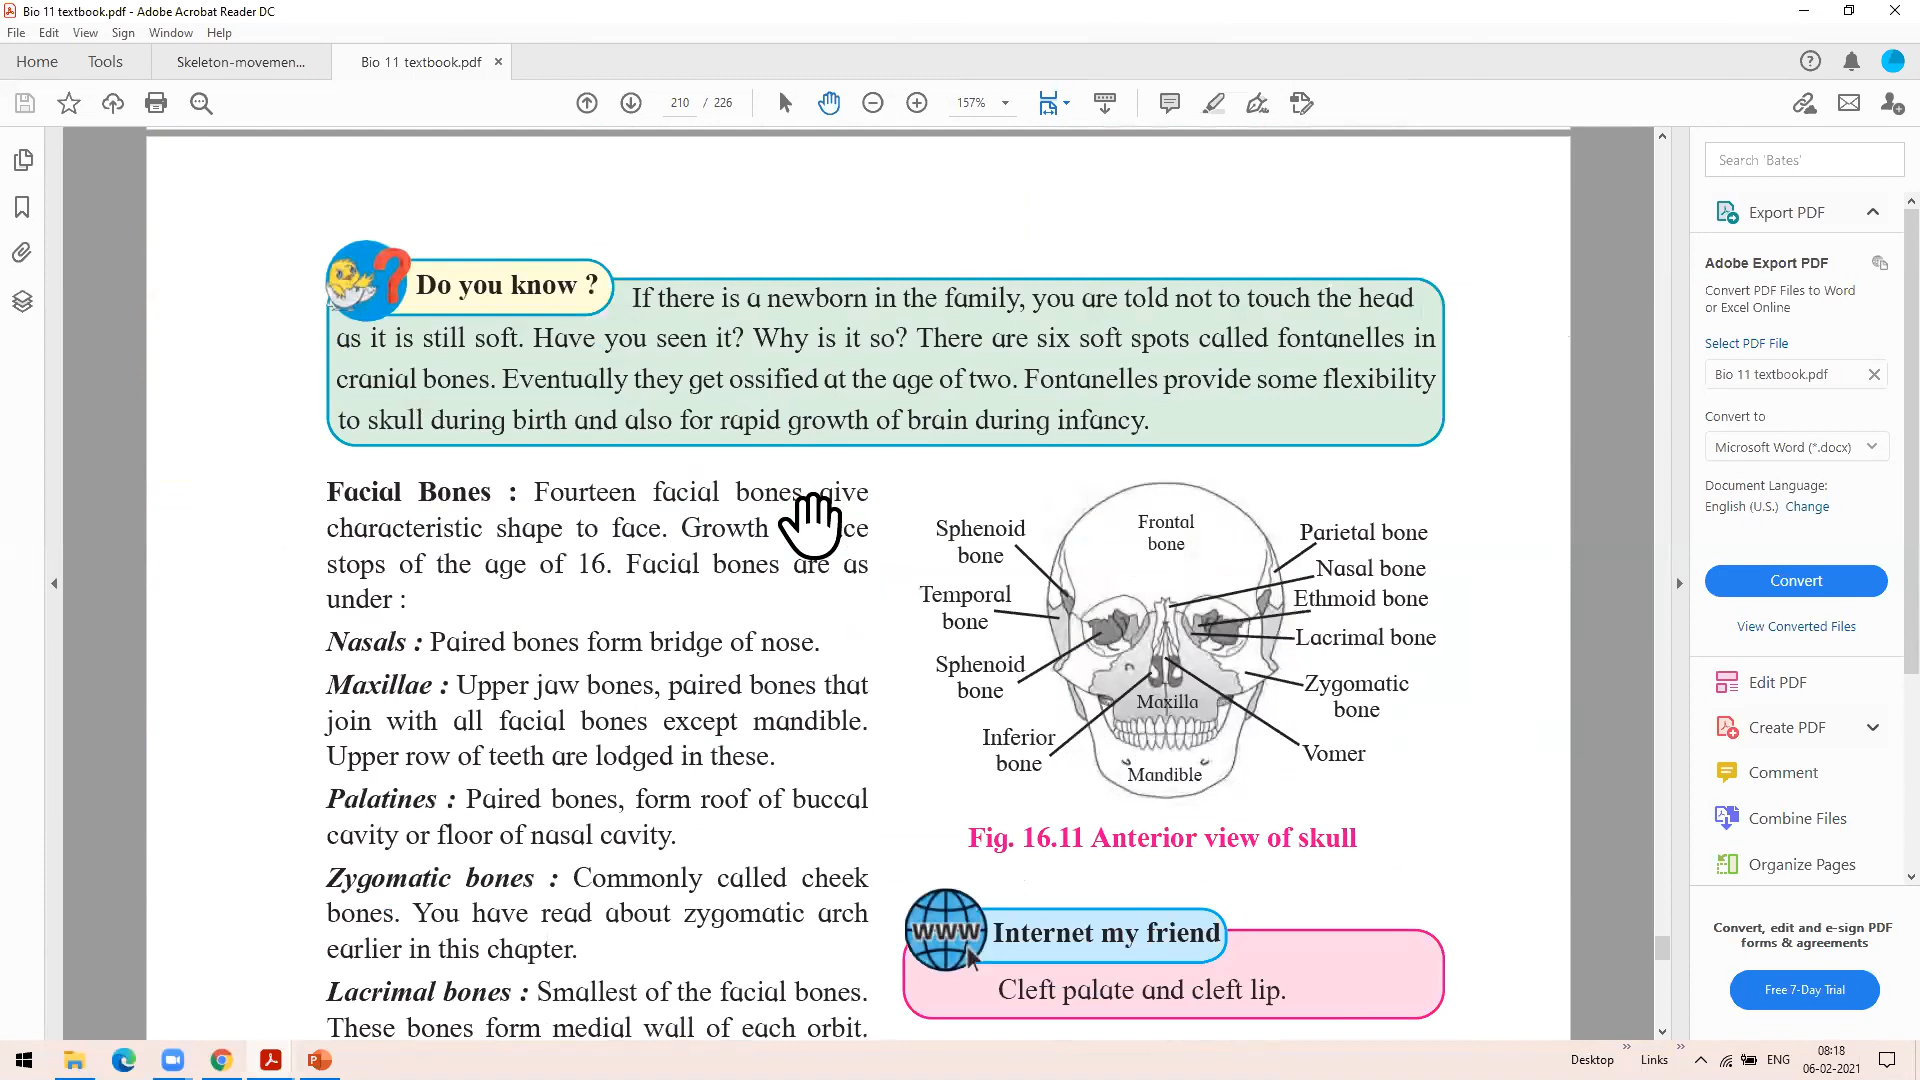 Bio 11 textbook.pdf - Adobe Acrobat Reader DC
File Edit View Sign Window Help
Home Tools Skeleton-movemen... Bio 11 textbook.pdf ×
210 / 226 157%
Do you know ?
If there is a newborn in the family, you are told not to touch the head
as it is still soft. Have you seen it? Why is it so? There are six soft spots called fontanelles in
cranial bones. Eventually they get ossified at the age of two. Fontanelles provide some flexibility
to skull during birth and also for rapid growth of brain during infancy.
Facial Bones : Fourteen facial bones give
characteristic shape to face. Growth
stops of the age of 16. Facial bones are as
under :
Nasals : Paired bones form bridge of nose.
Maxillae : Upper jaw bones, paired bones that
join with all facial bones except mandible.
Upper row of teeth are lodged in these.
Palatines : Paired bones, form roof of buccal
cavity or floor of nasal cavity.
Zygomatic bones : Commonly called cheek
bones. You have read about zygomatic arch
earlier in this chapter.
Lacrimal bones : Smallest of the facial bones.
These bones form medial wall of each orbit.
Sphenoid
bone
Temporal
bone
Sphenoid
bone
Inferior
bone
Frontal
bone
Maxilla
Mandible
Parietal bone
Nasal bone
Ethmoid bone
Lacrimal bone
Zygomatic
bone
Vomer
Fig. 16.11 Anterior view of skull
www
Internet my friend
Cleft palate and cleft lip.
Search 'Bates'
Export PDF
Adobe Export PDF
Convert PDF Files to Word
or Excel Online
Select PDF File
Bio 11 textbook.pdf
Convert to
Microsoft Word (*.docx)
Document Language:
English (U.S.) Change
Convert
View Converted Files
Edit PDF
Create PDF
Comment
Combine Files
Organize Pages
Convert, edit and e-sign PDF
forms & agreements
Free 7-Day Trial
Desktop
Links
ENG
08:18
06-02-2021